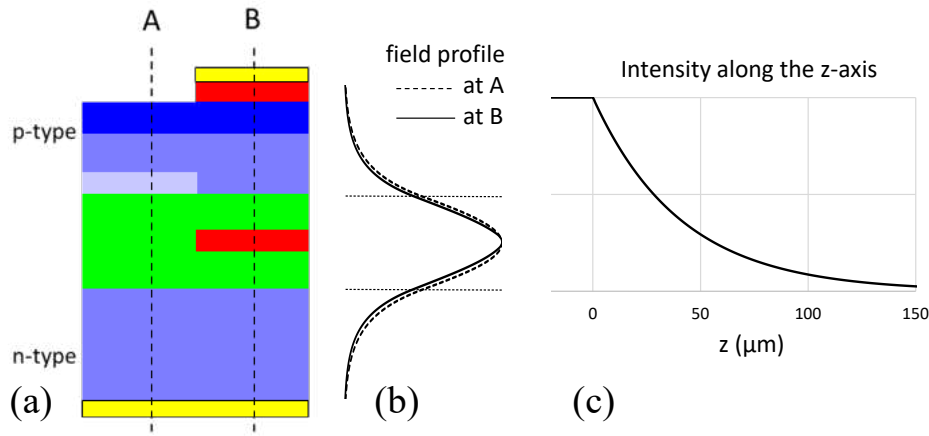 A
B
p-type
n-type
(a)
field profile
at A
at B
(b)
Intensity along the z-axis
0
50
100
150
z (μm)
(c)